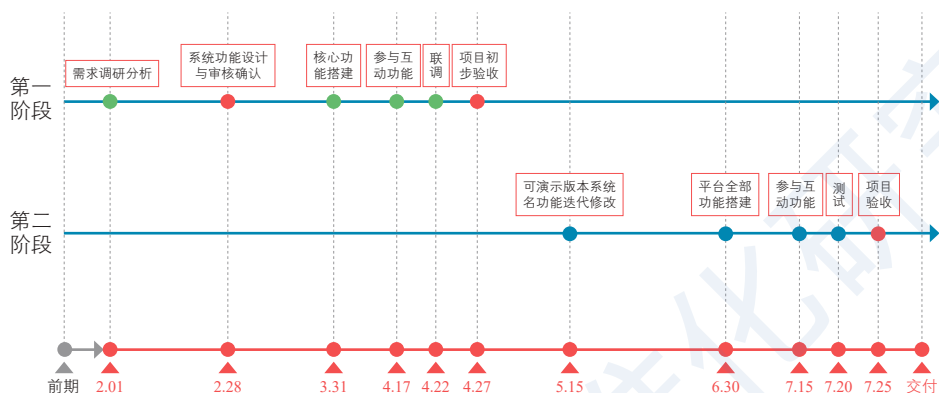 需求调研分析
系统功能设计
与审核确认
核心功
能搭建
参与互
动功能
联
调
项目初
步验收
第一
阶段
可演示版本系统
名功能迭代修改
平台全部
功能搭建
参与互
动功能
测
试
项目
验收
第二
阶段
前期
2.01
2.28
3.31
4.17
4.22
4.27
5.15
6.30
7.15
7.20
7.25
交付